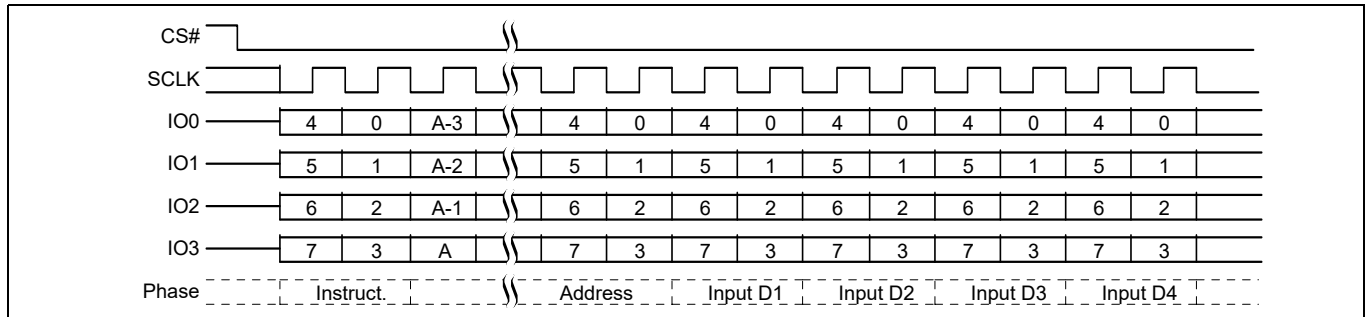 CS#
SCLK
IO0 4 0 A-3 4 0 4 0 4 0 4 0 4 0
IO1 5 1 A-2 5 1 5 1 5 1 5 1 5 1
IO2 6 2 A-1 6 2 6 2 6 2 6 2 6 2
IO3 7 3 A 7 3 7 3 7 3 7 3 7 3
Phase Instruct. Address Input D1 Input D2 Input D3 Input D4